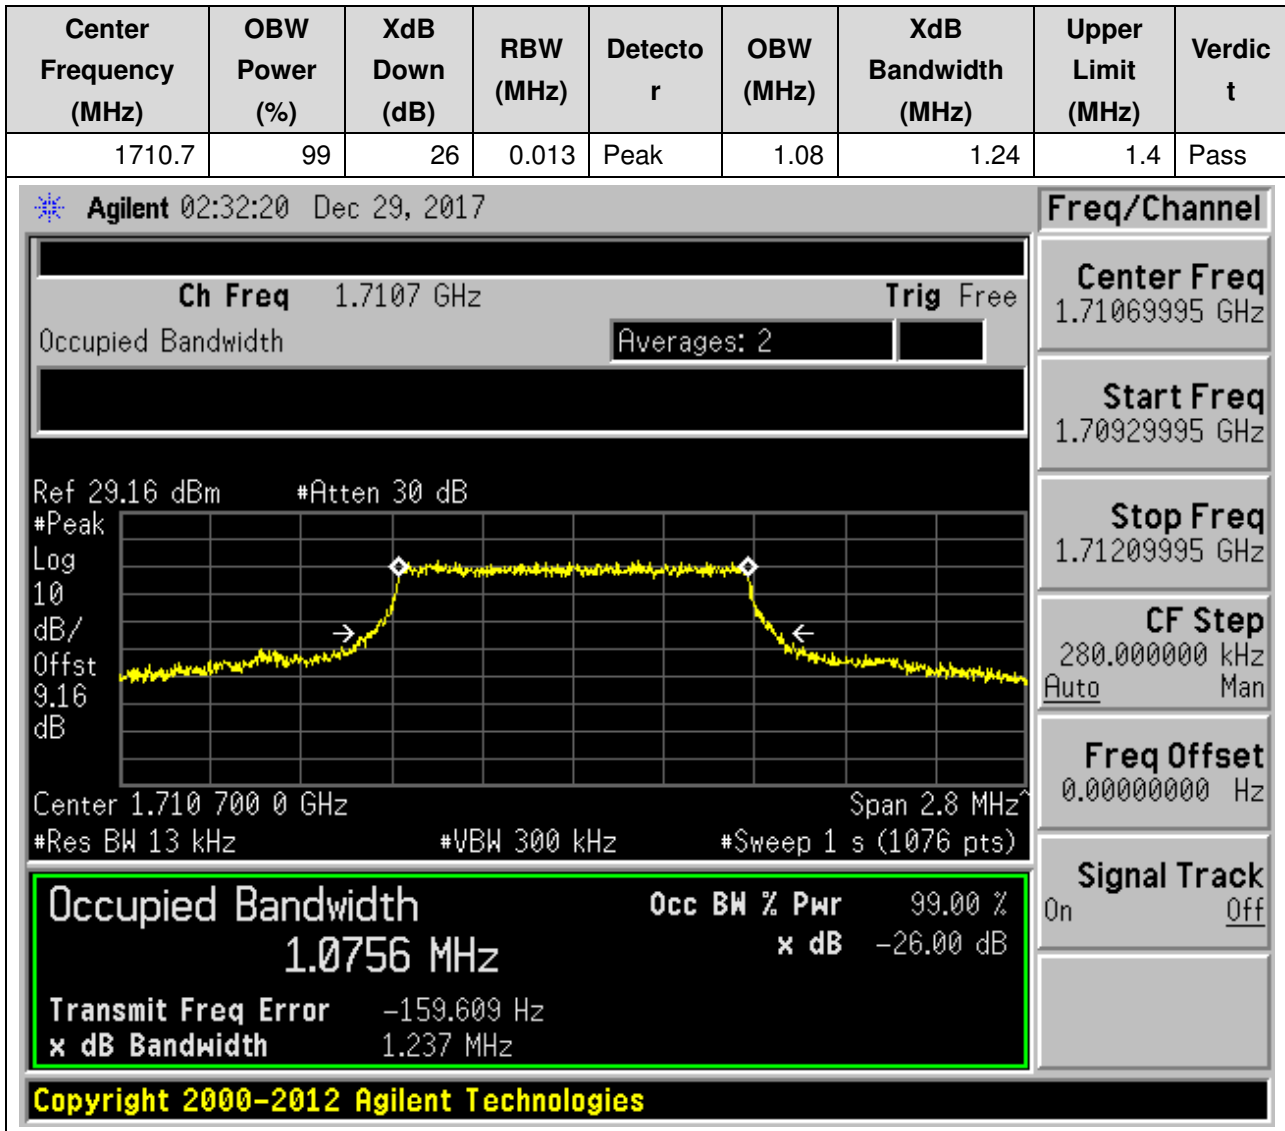 Center Frequency (MHz) OBW Power (%) XdB Down (dB) RBW (MHz) Detecto r OBW (MHz) XdB Bandwidth (MHz) Upper Limit (MHz) Verdic t
1710.7 99 26 0.013 Peak 1.08 1.24 1.4 Pass
Agilent 02:32:20 Dec 29, 2017
Ch Freq 1.7107 GHz Trig Free
Occupied Bandwidth Averages: 2
Ref 29.16 dBm #Atten 30 dB
#Peak
Log
10
dB/
Offst
9.16
dB
Center 1.710 700 0 GHz Span 2.8 MHz^
#Res BW 13 kHz #VBW 300 kHz #Sweep 1 s (1076 pts)
Occupied Bandwidth Occ BW % Pwr 99.00 %
1.0756 MHz x dB -26.00 dB
Transmit Freq Error -159.609 Hz
x dB Bandwidth 1.237 MHz
Copyright 2000-2012 Agilent Technologies
Freq/Channel
Center Freq
1.71069995 GHz
Start Freq
1.70929995 GHz
Stop Freq
1.71209995 GHz
CF Step
280.000000 kHz
Auto Man
Freq Offset
0.00000000 Hz
Signal Track
On Off